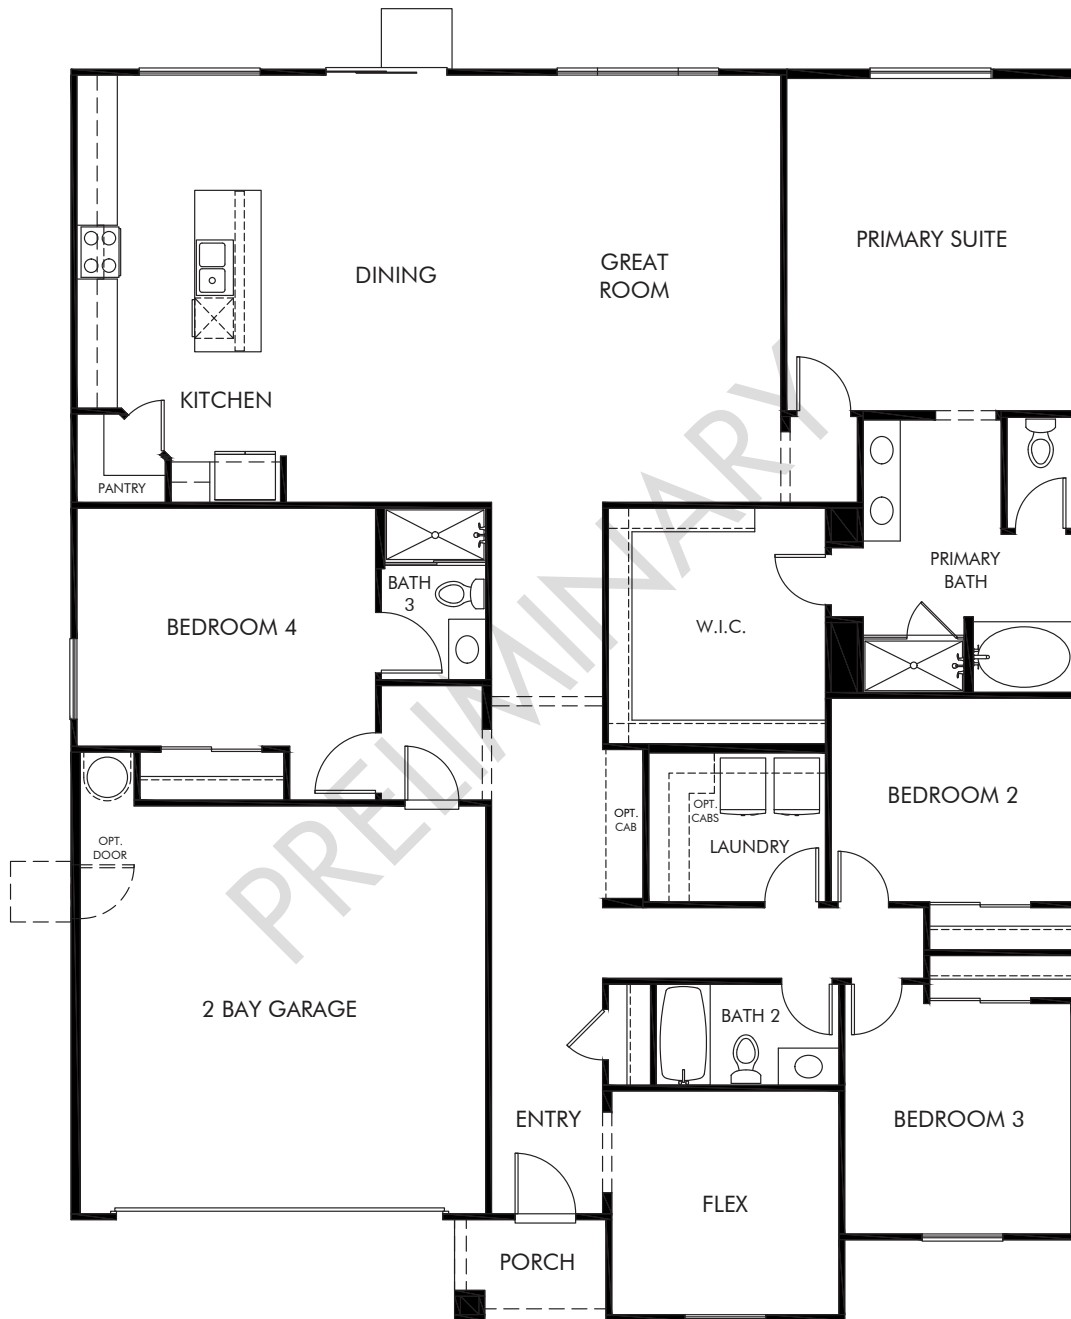 PRIMARY SUITE
GREAT
ROOM
DINING
KITCHEN
PANTRY
PRIMARY
BATH
BATH
3
BEDROOM 4
W.I.C.
BEDROOM 2
OPT.
CABS
OPT.
CAB
LAUNDRY
OPT.
DOOR
2 BAY GARAGE
BATH 2
ENTRY
BEDROOM 3
FLEX
PORCH
PRELIMINARY